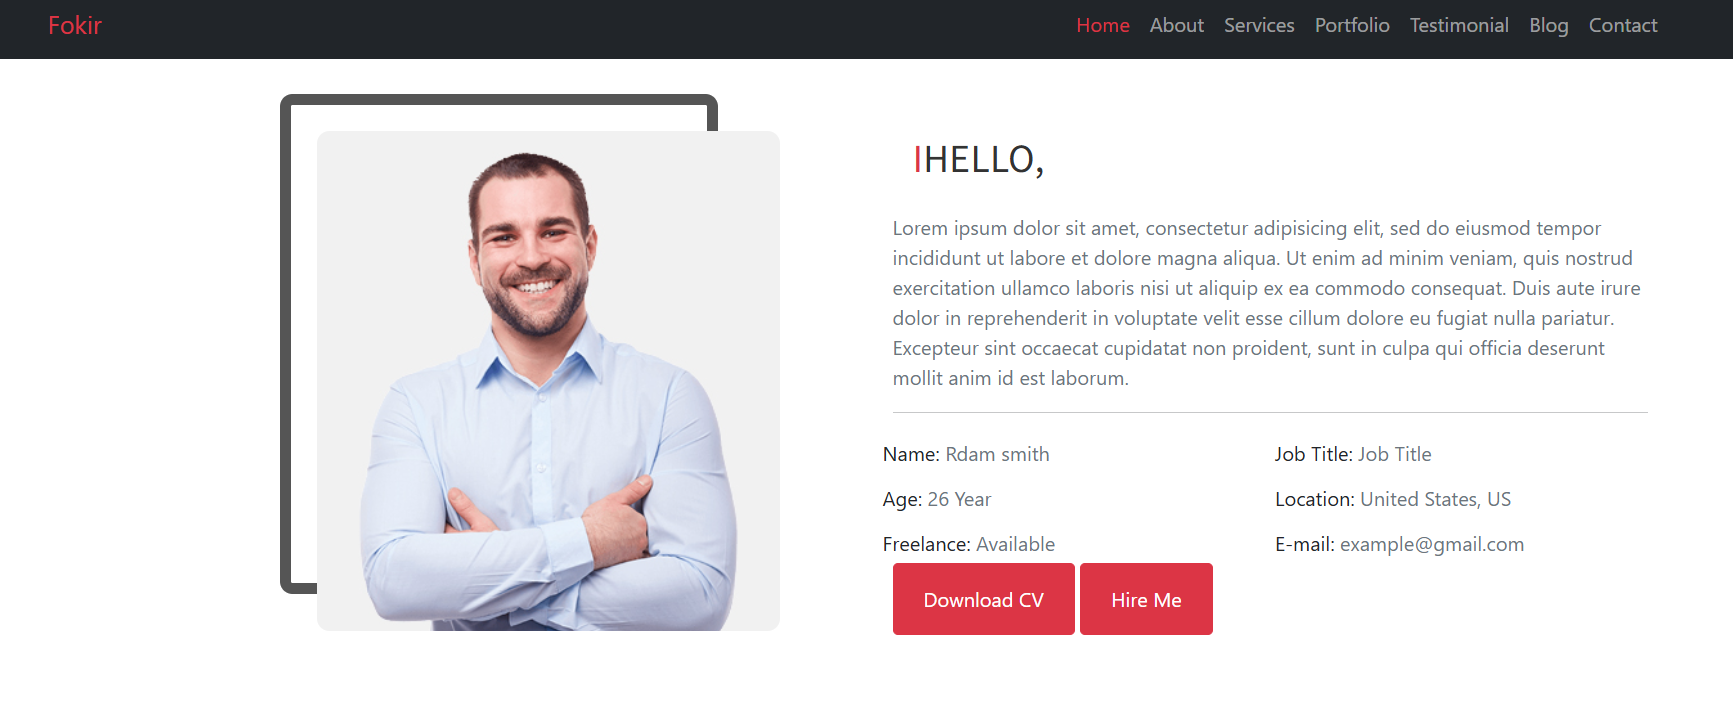 Fokir
Home About Services Portfolio Testimonial Blog Contact
IHELLO,
Lorem ipsum dolor sit amet, consectetur adipisicing elit, sed do eiusmod tempor
incididunt ut labore et dolore magna aliqua. Ut enim ad minim veniam, quis nostrud
exercitation ullamco laboris nisi ut aliquip ex ea commodo consequat. Duis aute irure
dolor in reprehenderit in voluptate velit esse cillum dolore eu fugiat nulla pariatur.
Excepteur sint occaecat cupidatat non proident, sunt in culpa qui officia deserunt
mollit anim id est laborum.
Name: Rdam smith
Job Title: Job Title
Age: 26 Year
Location: United States, US
Freelance: Available
E-mail: example@gmail.com
Download CV
Hire Me